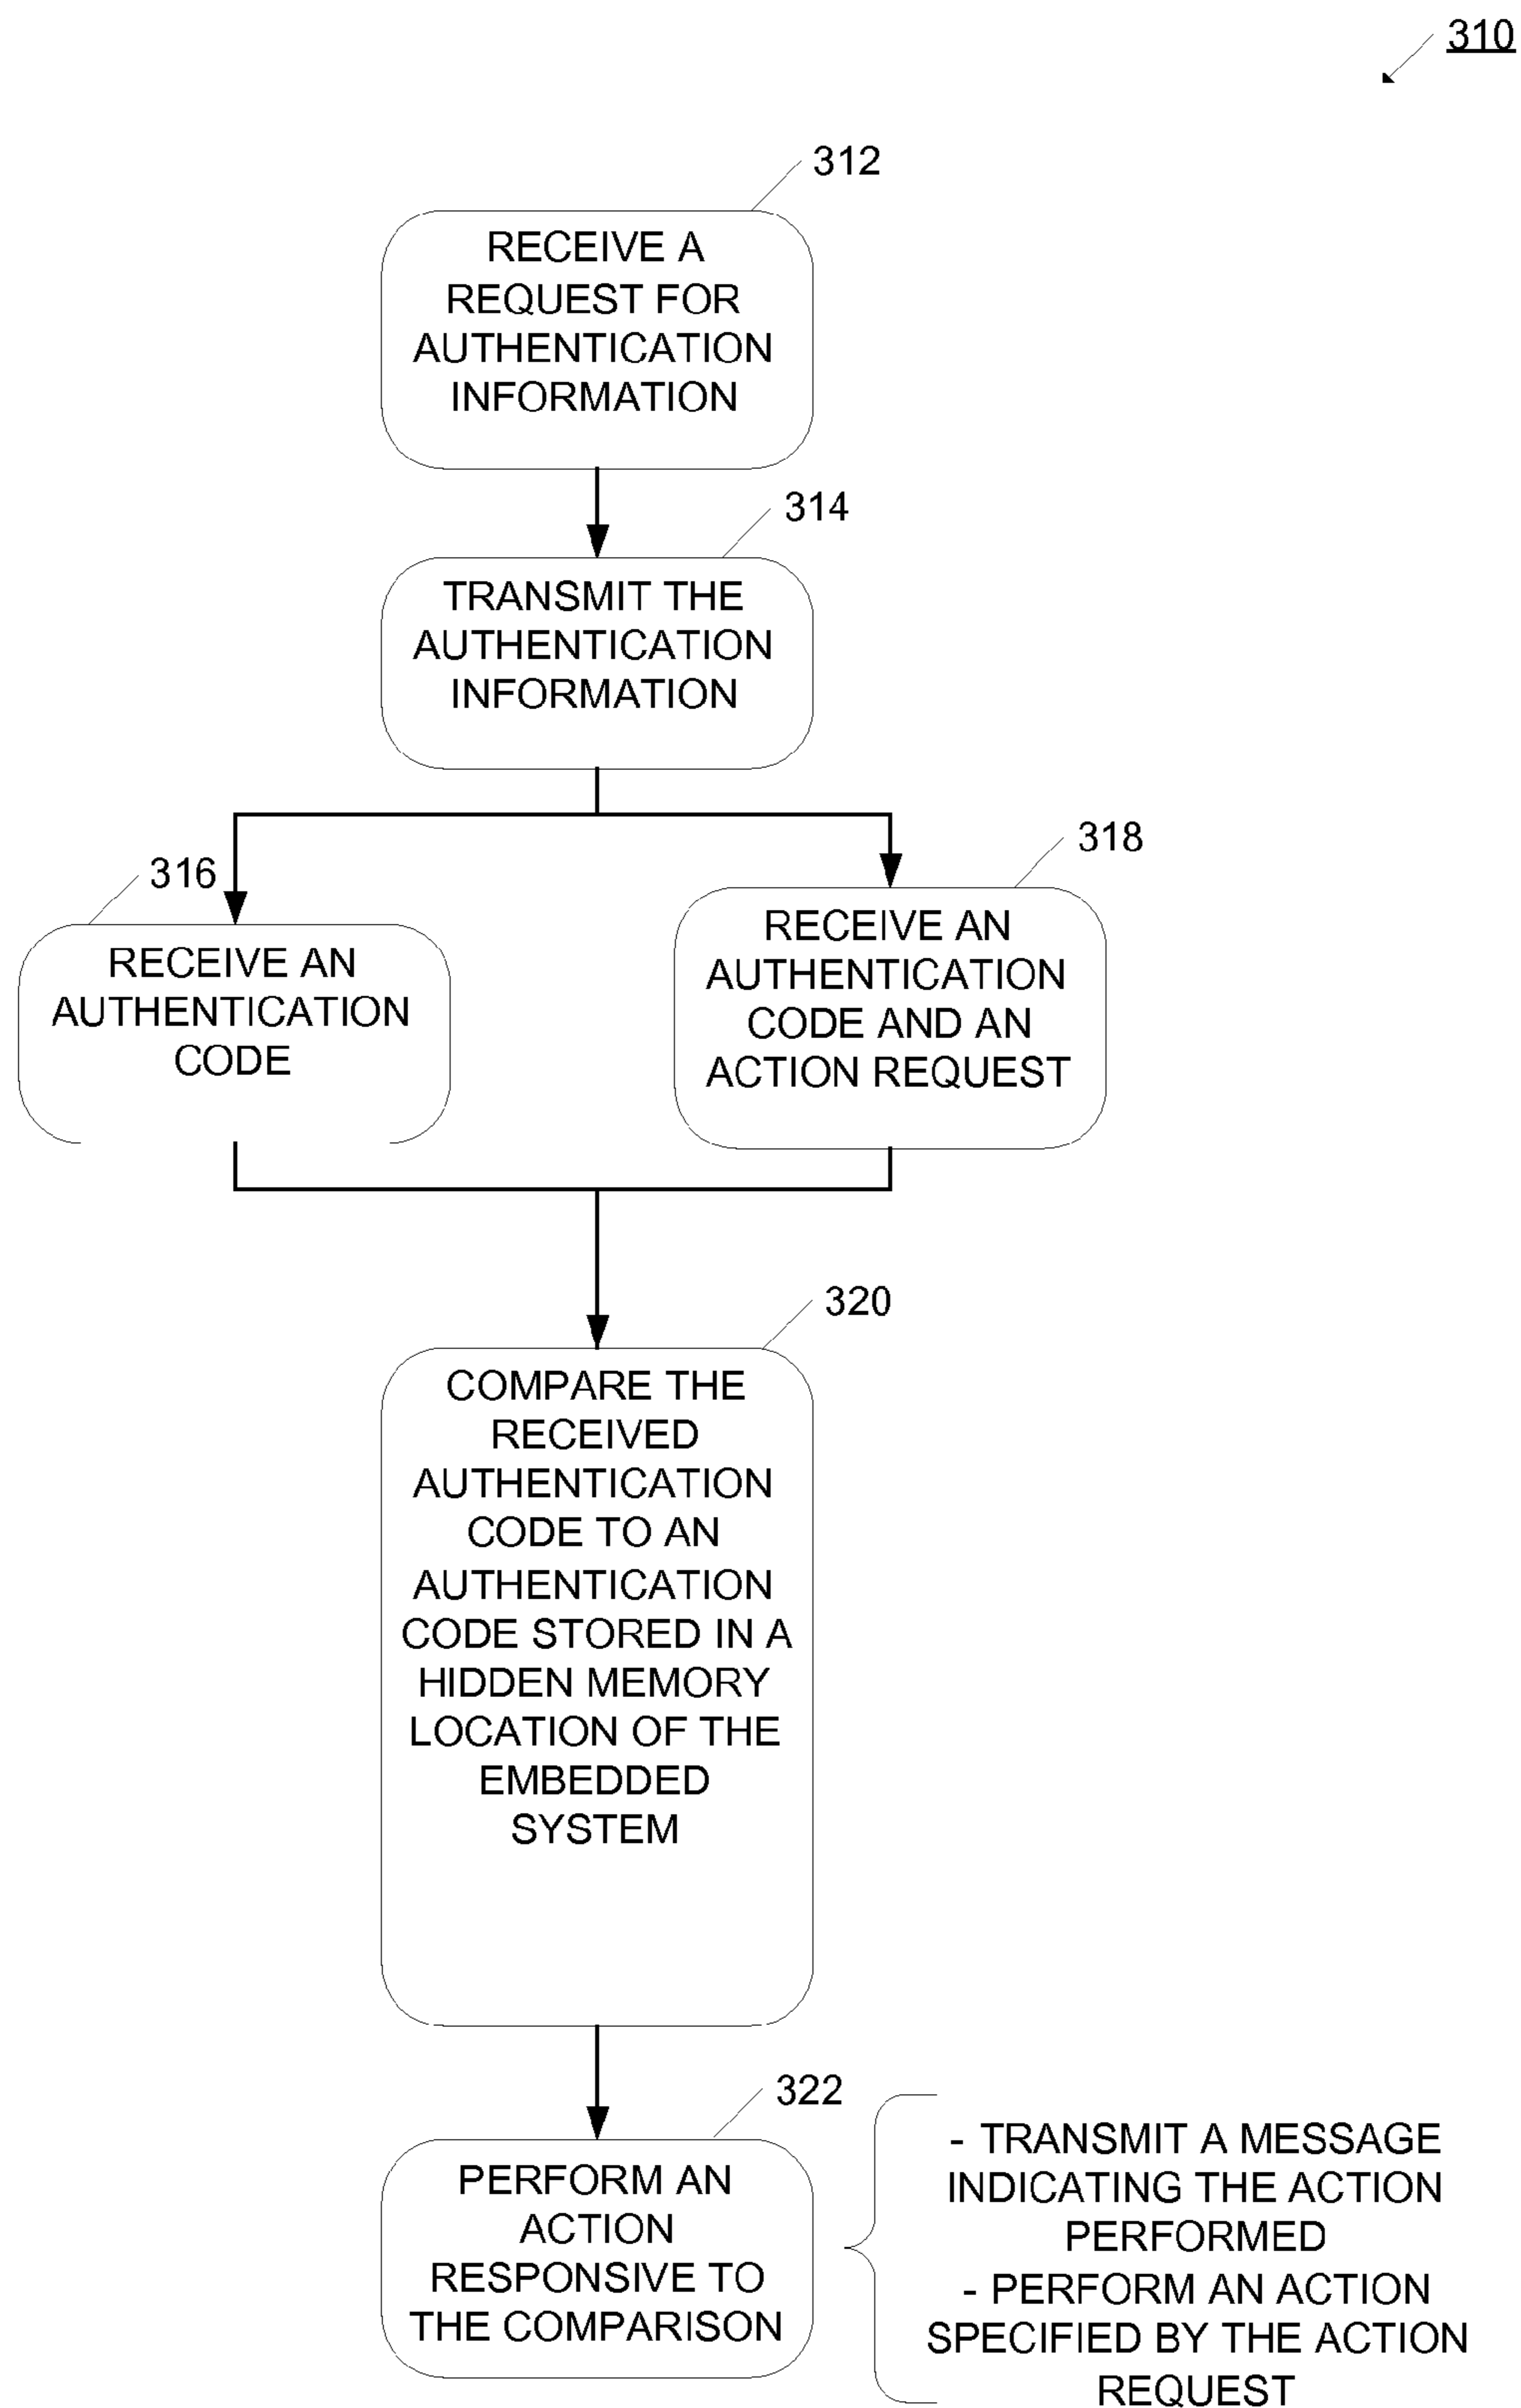 310
312
RECEIVE A
REQUEST FOR
AUTHENTICATION
INFORMATION
314
TRANSMIT THE
AUTHENTICATION
INFORMATION
316
RECEIVE AN
AUTHENTICATION
CODE
318
RECEIVE AN
AUTHENTICATION
CODE AND AN
ACTION REQUEST
320
COMPARE THE
RECEIVED
AUTHENTICATION
CODE TO AN
AUTHENTICATION
CODE STORED IN A
HIDDEN MEMORY
LOCATION OF THE
EMBEDDED
SYSTEM
322
PERFORM AN
ACTION
RESPONSIVE TO
THE COMPARISON
- TRANSMIT A MESSAGE
INDICATING THE ACTION
PERFORMED
- PERFORM AN ACTION
SPECIFIED BY THE ACTION
REQUEST